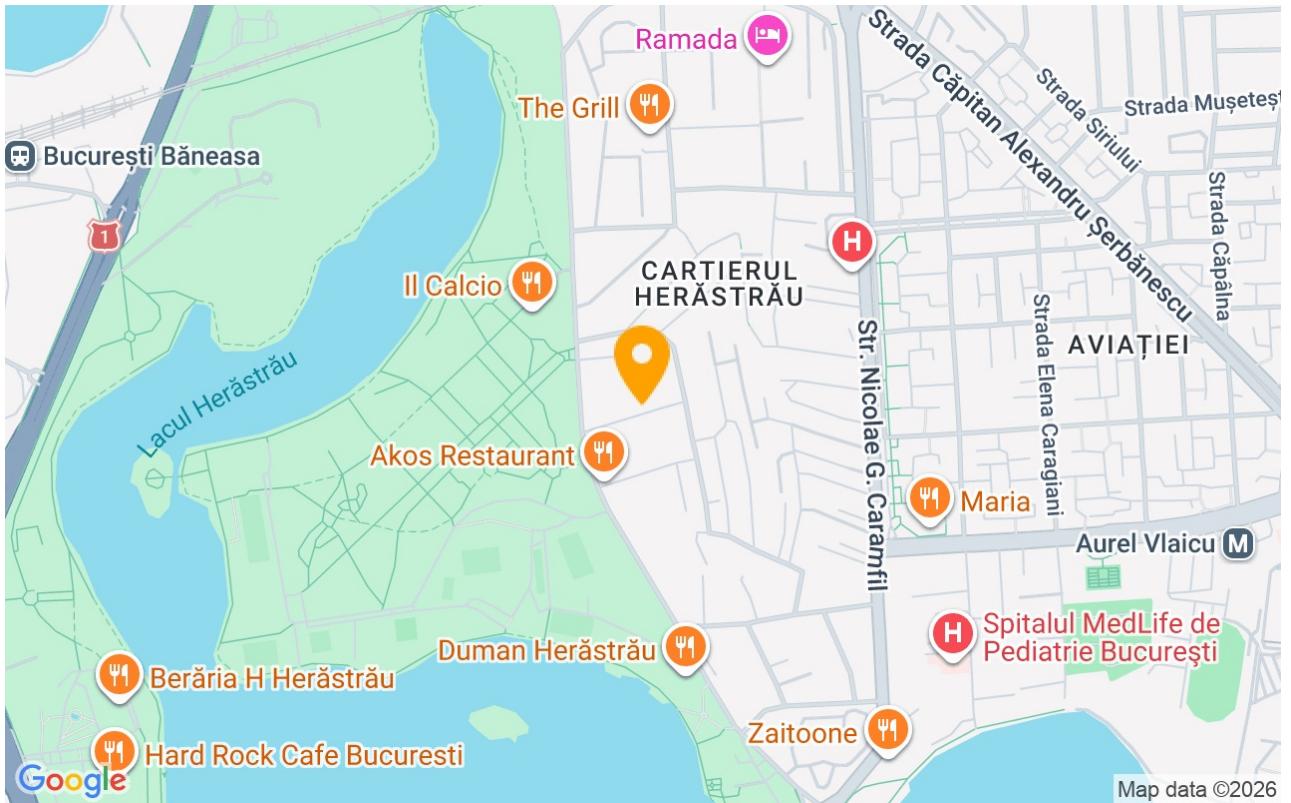 Ramada
Strada Căpitan Alexandru Șerbănescu
Strada Siriului
Strada Mușetești
The Grill
București Băneasa
Strada Căpâlna
1
H
CARTIERUL
HERĂSTRĂU
Il Calcio
Strada Elena Caragiani
AVIAȚIEI
Str. Nicolae G. Caramfil
Lacul Herăstrău
Akos Restaurant
Maria
Aurel Vlaicu M
H Spitalul MedLife de
Pediatrie București
Duman Herăstrău
Berăria H Herăstrău
Zaitoone
Hard Rock Cafe Bucuresti
Google
Map data ©2026